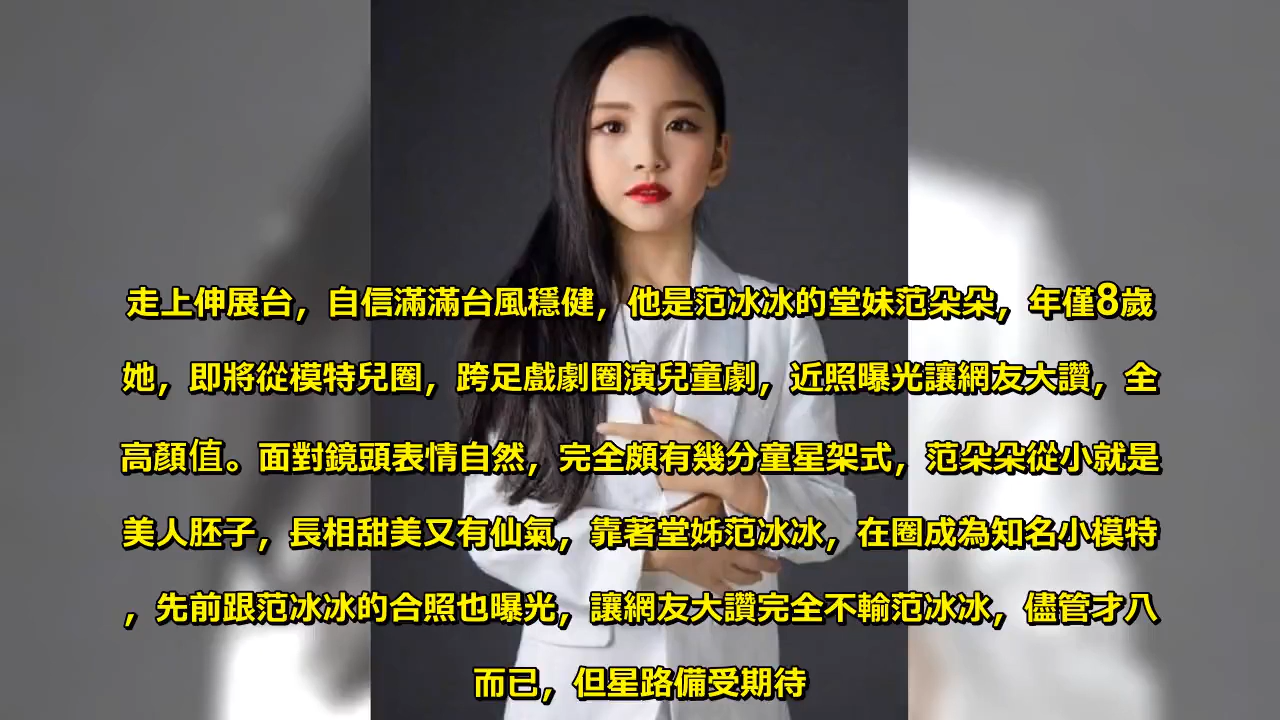 走上伸展台，自信滿滿台風穩健，他是范冰冰的堂妹范朵朵，年僅8歲
她，即將從模特兒圈，跨足戲劇圈演兒童劇，近照曝光讓網友大讚，全
高顏值。面對鏡頭表情自然，完全頗有幾分童星架式，范朵朵從小就是
美人胚子，長相甜美又有仙氣，靠著堂姊范冰冰，在圈成為知名小模特
，先前跟范冰冰的合照也曝光，讓網友大讚完全不輸范冰冰，儘管才八
而已，但星路備受期待